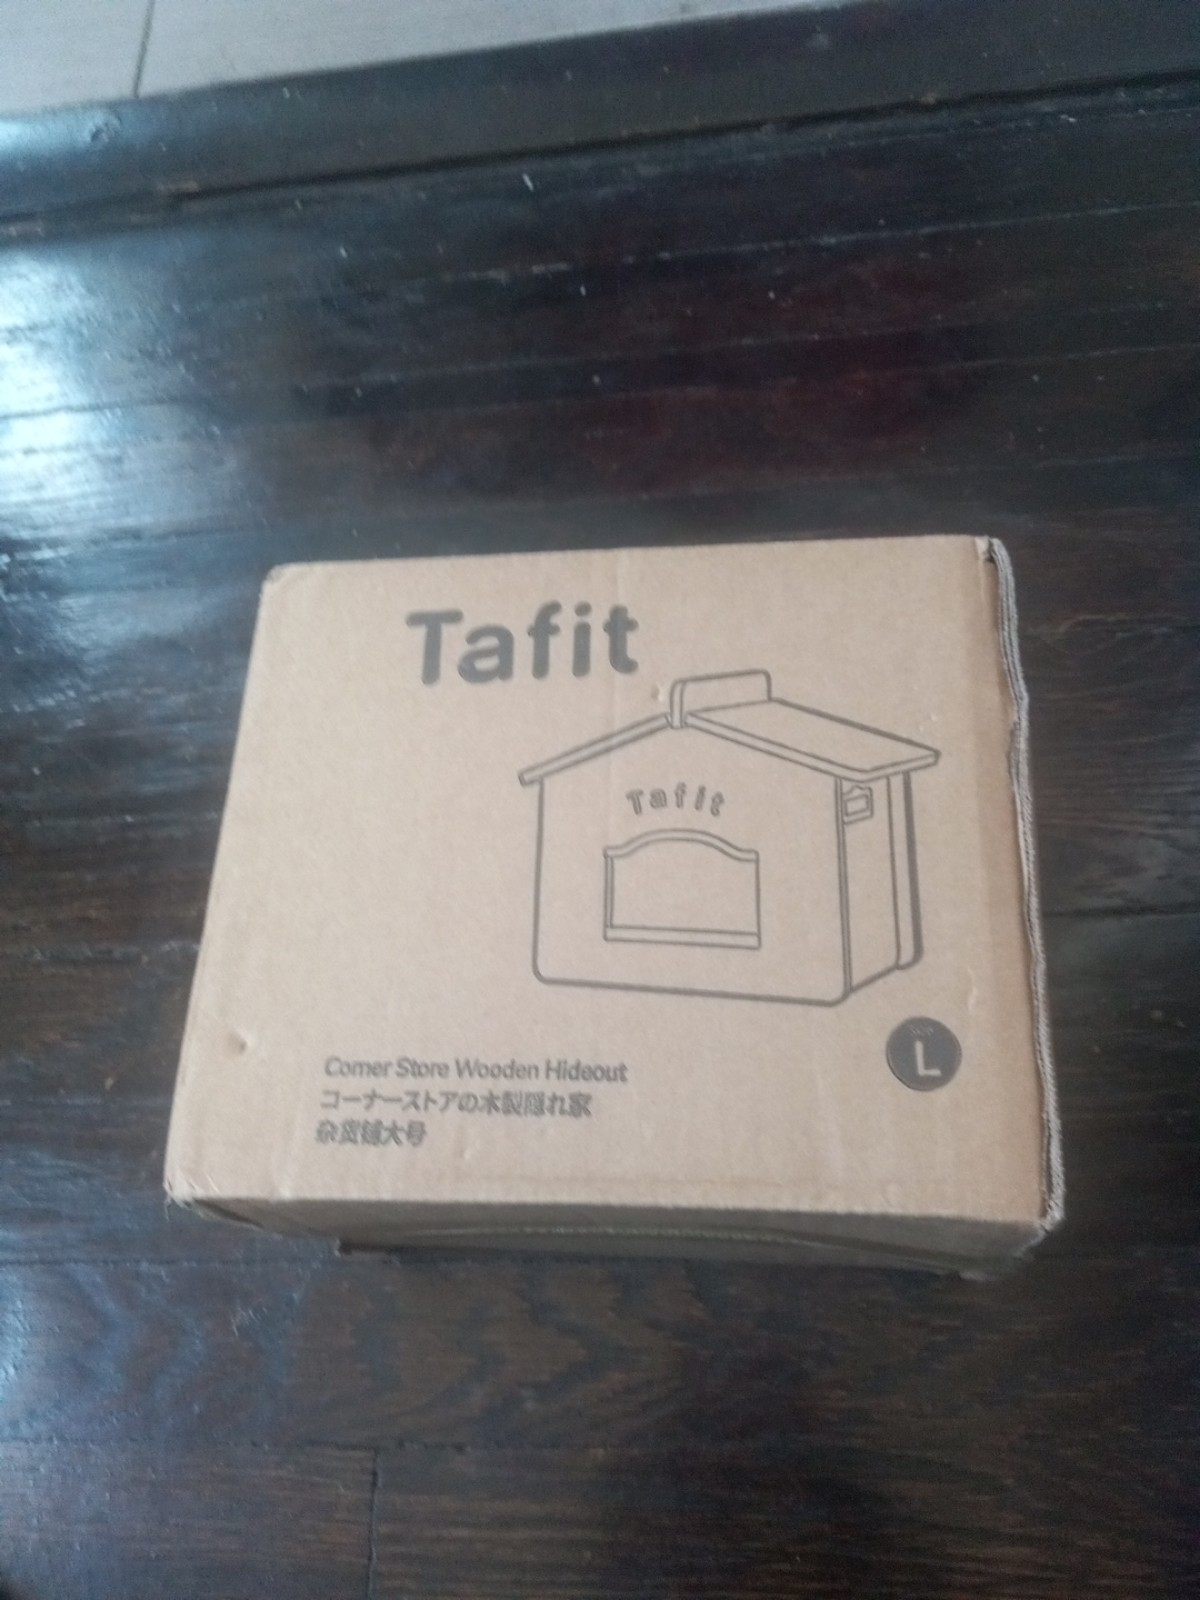 Tafit
Tafit
L
Corner Store Wooden Hideout
コーナーストアの木製隠れ家
杂货铺大号